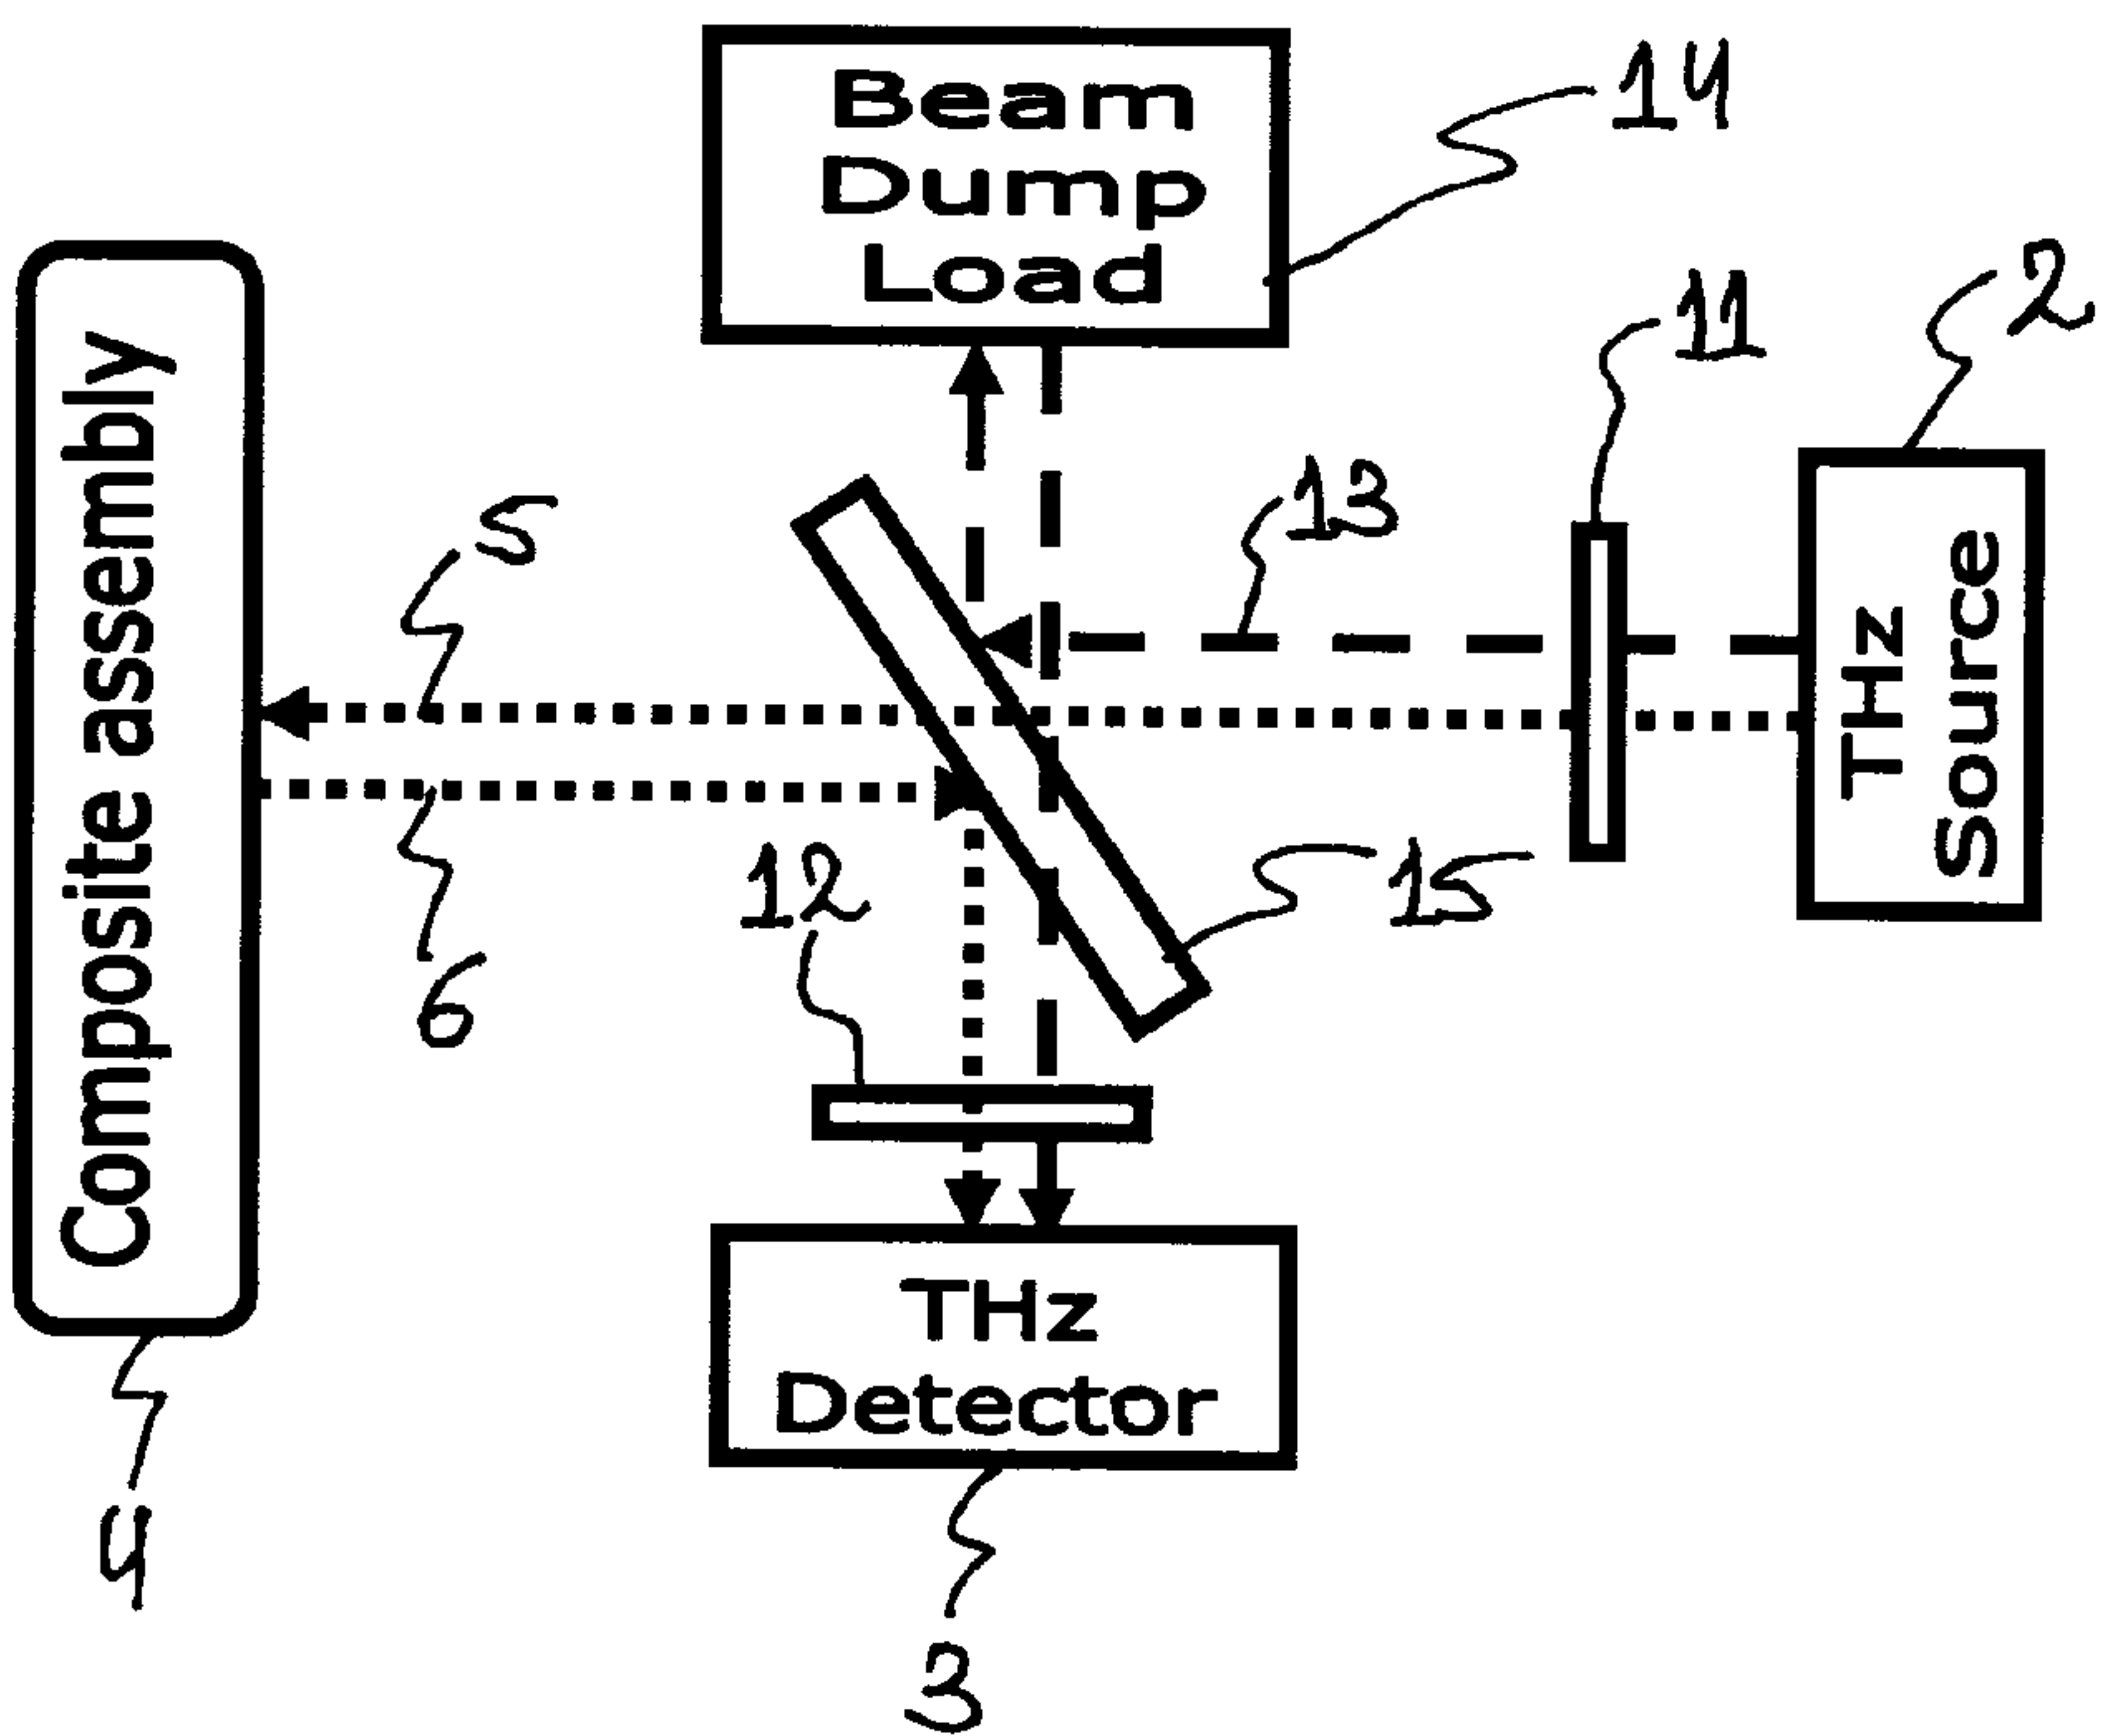 Beam
Dump
Load
14
11
2
13
5
Composite assembly
THz
Source
12
15
6
THz
Detector
4
3